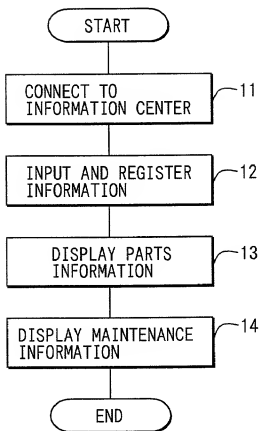 START
CONNECT TO
INFORMATION CENTER
11
INPUT AND REGISTER
INFORMATION
12
DISPLAY PARTS
INFORMATION
13
DISPLAY MAINTENANCE
INFORMATION
14
END